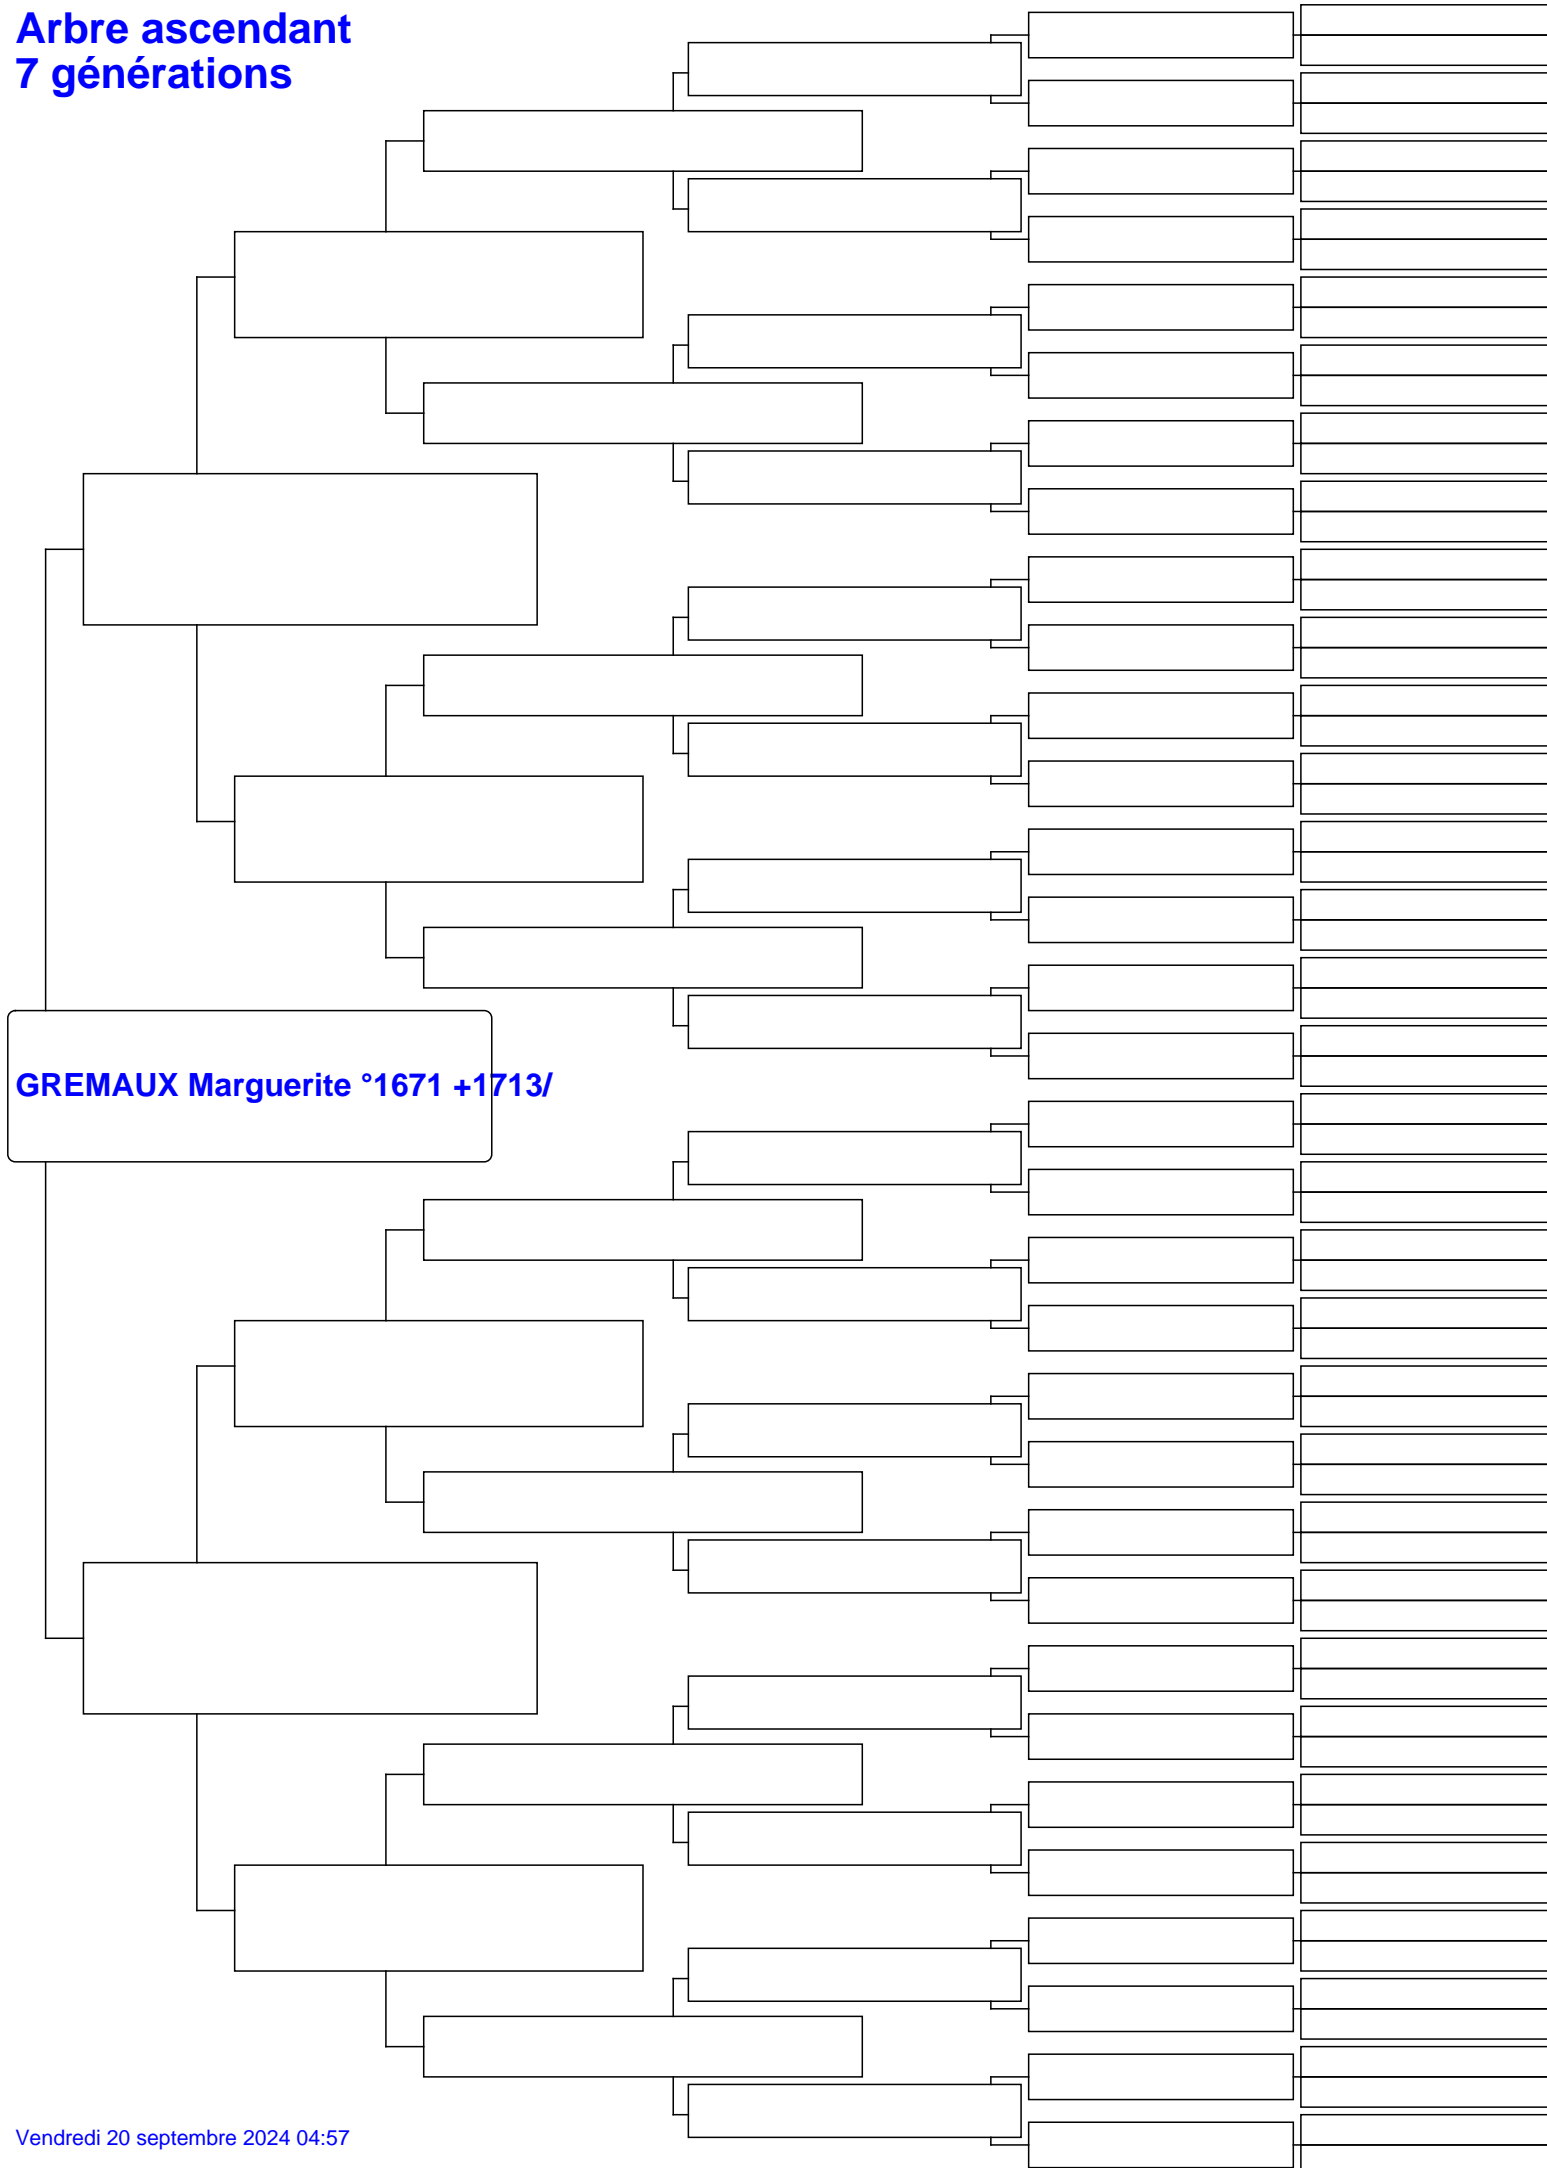 Arbre ascendant
7 générations
GREMAUX Marguerite °1671 +1713/
Vendredi 20 septembre 2024 04:57